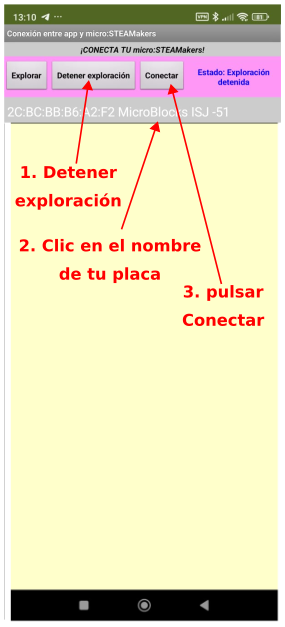 13:10
VPN 81
Conexión entre app y micro:STEAMakers
¡CONECTA TU micro:STEAMakers!
Explorar Detener exploración Conectar Estado: Exploración
detenida
2C:BC:BB:B6:A2:F2 MicroBlocks ISJ -51
1. Detener
exploración
2. Clic en el nombre
de tu placa
3. pulsar
Conectar